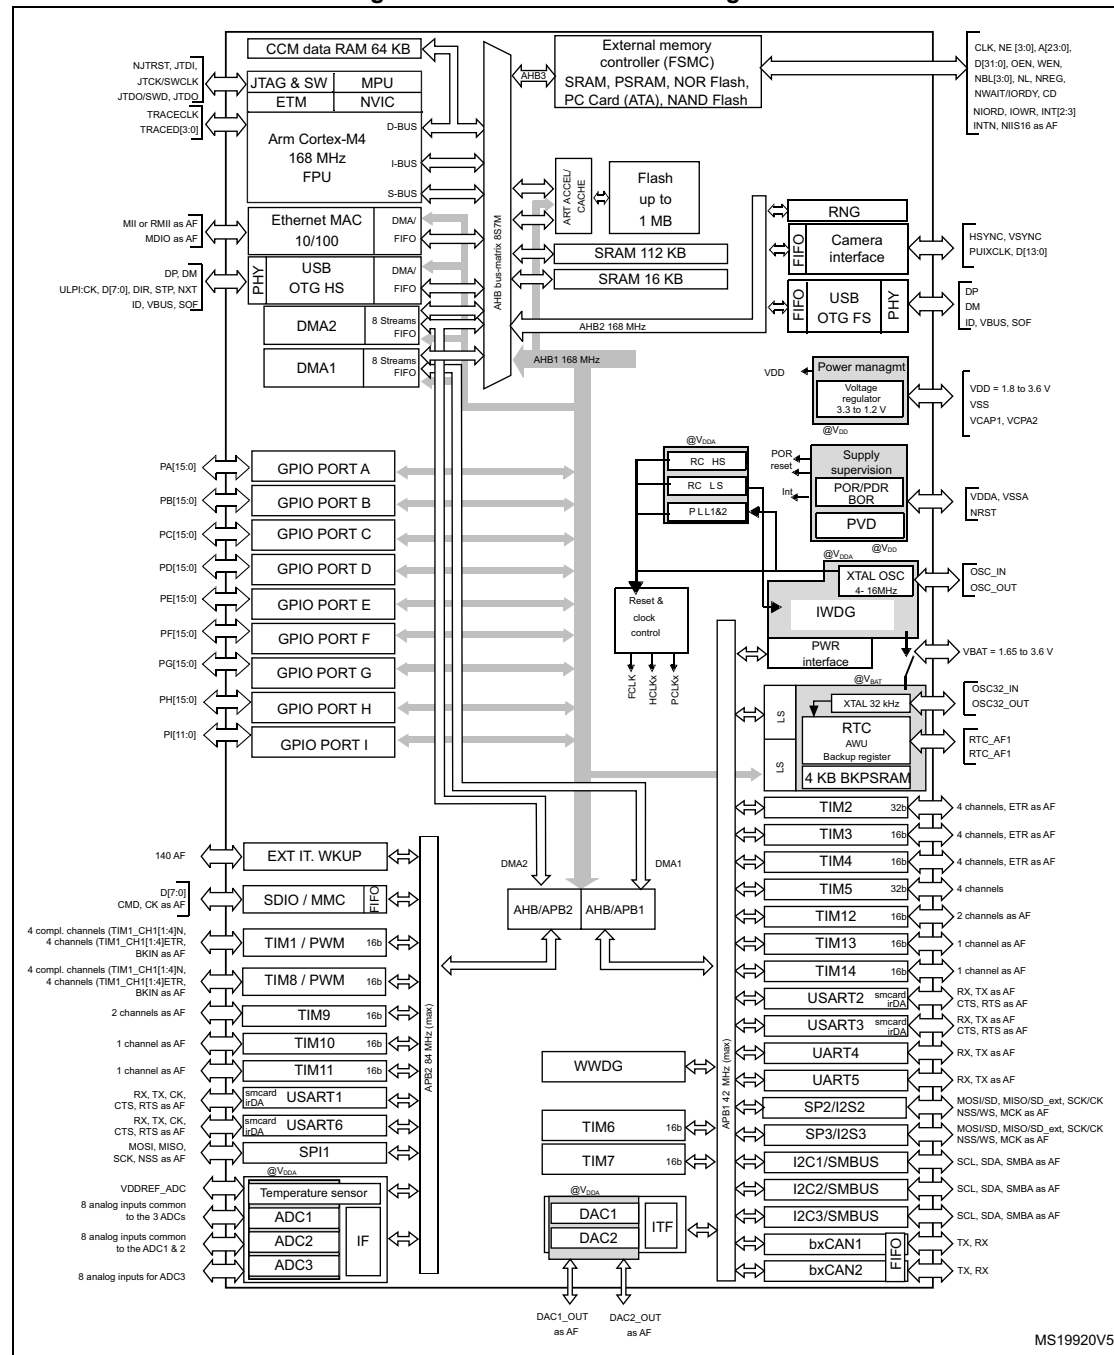 CCM data RAM 64 KB
External memory
controller (FSMC)
SRAM, PSRAM, NOR Flash,
PC Card (ATA), NAND Flash
AHB3
CLK, NE [3:0], A[23:0],
D[31:0], OEN, WEN,
NBL[3:0], NL, NREG,
NWAIT/IORDY, CD
NIORD, IOWR, INT[2:3]
INTN, NIIS16 as AF
NJTRST, JTDI,
JTCK/SWCLK
JTDO/SWD, JTDO
TRACECLK
TRACED[3:0]
JTAG & SW
MPU
ETM
NVIC
Arm Cortex-M4
168 MHz
FPU
D-BUS
I-BUS
S-BUS
AHB bus-matrix 8S7M
ART ACCEL/
CACHE
Flash
up to
1 MB
SRAM 112 KB
SRAM 16 KB
AHB2 168 MHz
AHB1 168 MHz
MII or RMII as AF
MDIO as AF
Ethernet MAC
10/100
DMA/
FIFO
DP, DM
ULPI:CK, D[7:0], DIR, STP, NXT
ID, VBUS, SOF
PHY
USB
OTG HS
DMA/
FIFO
DMA2
8 Streams
FIFO
DMA1
8 Streams
FIFO
RNG
FIFO
Camera
interface
HSYNC, VSYNC
PUIXCLK, D[13:0]
FIFO
USB
OTG FS
PHY
DP
DM
ID, VBUS, SOF
VDD
Power managmt
Voltage
regulator
3.3 to 1.2 V
@VDD
VDD = 1.8 to 3.6 V
VSS
VCAP1, VCPA2
@VDDA
RC HS
RC LS
PLL1&2
POR
reset
Int
Supply
supervision
POR/PDR
BOR
PVD
@VDD
VDDA, VSSA
NRST
@VDDA
XTAL OSC
4- 16MHz
IWDG
OSC_IN
OSC_OUT
PWR
interface
VBAT = 1.65 to 3.6 V
Reset &
clock
control
FCLK
HCLKx
PCLKx
@VBAT
LS
LS
XTAL 32 kHz
RTC
AWU
Backup register
4 KB BKPSRAM
OSC32_IN
OSC32_OUT
RTC_AF1
RTC_AF1
PA[15:0]
GPIO PORT A
PB[15:0]
GPIO PORT B
PC[15:0]
GPIO PORT C
PD[15:0]
GPIO PORT D
PE[15:0]
GPIO PORT E
PF[15:0]
GPIO PORT F
PG[15:0]
GPIO PORT G
PH[15:0]
GPIO PORT H
PI[11:0]
GPIO PORT I
DMA2
DMA1
AHB/APB2
AHB/APB1
140 AF
EXT IT. WKUP
D[7:0]
CMD, CK as AF
SDIO / MMC
FIFO
4 compl. channels (TIM1_CH1[1:4]N,
4 channels (TIM1_CH1[1:4]ETR,
BKIN as AF
TIM1 / PWM
16b
4 compl. channels (TIM1_CH1[1:4]N,
4 channels (TIM1_CH1[1:4]ETR,
BKIN as AF
TIM8 / PWM
16b
2 channels as AF
TIM9
16b
1 channel as AF
TIM10
16b
1 channel as AF
TIM11
16b
RX, TX, CK,
CTS, RTS as AF
smcard
irDA
USART1
RX, TX, CK,
CTS, RTS as AF
smcard
irDA
USART6
MOSI, MISO,
SCK, NSS as AF
SPI1
@VDDA
VDDREF_ADC
Temperature sensor
8 analog inputs common
to the 3 ADCs
ADC1
8 analog inputs common
to the ADC1 & 2
ADC2
8 analog inputs for ADC3
ADC3
IF
APB2 84 MHz (max)
APB1 42 MHz (max)
WWDG
TIM6
16b
TIM7
16b
@VDDA
DAC1
DAC2
ITF
DAC1_OUT
as AF
DAC2_OUT
as AF
TIM2
32b
4 channels, ETR as AF
TIM3
16b
4 channels, ETR as AF
TIM4
16b
4 channels, ETR as AF
TIM5
32b
4 channels
TIM12
16b
2 channels as AF
TIM13
16b
1 channel as AF
TIM14
16b
1 channel as AF
USART2
smcard
irDA
RX, TX as AF
CTS, RTS as AF
USART3
smcard
irDA
RX, TX as AF
CTS, RTS as AF
UART4
RX, TX as AF
UART5
RX, TX as AF
SP2/I2S2
MOSI/SD, MISO/SD_ext, SCK/CK
NSS/WS, MCK as AF
SP3/I2S3
MOSI/SD, MISO/SD_ext, SCK/CK
NSS/WS, MCK as AF
I2C1/SMBUS
SCL, SDA, SMBA as AF
I2C2/SMBUS
SCL, SDA, SMBA as AF
I2C3/SMBUS
SCL, SDA, SMBA as AF
bxCAN1
TX, RX
bxCAN2
TX, RX
FIFO
MS19920V5